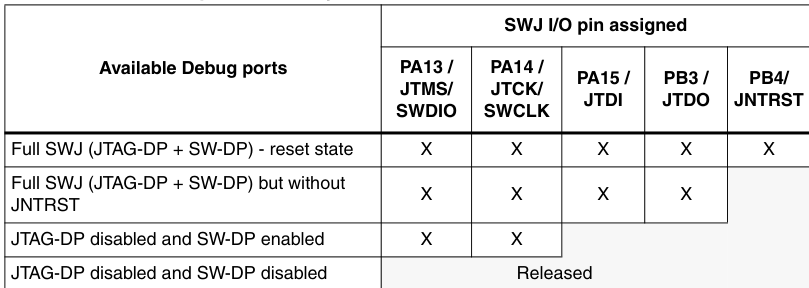 Available Debug ports
SWJ I/O pin assigned
PA13 /
JTMS/
SWDIO
PA14 /
JTCK/
SWCLK
PA15 /
JTDI
PB3 /
JTDO
PB4/
JNTRST
Full SWJ (JTAG-DP + SW-DP) - reset state X X X X X
Full SWJ (JTAG-DP + SW-DP) but without
JNTRST X X X X
JTAG-DP disabled and SW-DP enabled X X
JTAG-DP disabled and SW-DP disabled Released